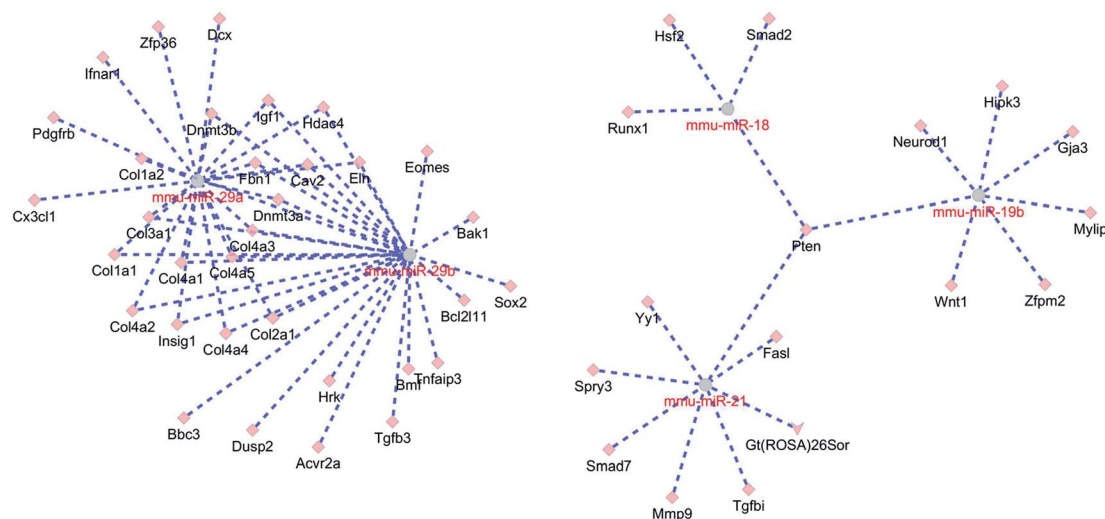 Dcx
Zfp36
Ifnar1
Pdgfrb
Dnmt3b
Igf1
Hdac4
Col1a2
Fbn1
Cav2
Eln
Eomes
Cx3cl1
mmu-miR-29a
Dnmt3a
Col3a1
Col4a3
Bak1
Col1a1
Col4a1
Col4a5
mmu-miR-29b
Sox2
Bcl2l11
Col4a2
Insig1
Col4a4
Col2a1
Hrk
Bmf
Tnfaip3
Bbc3
Dusp2
Acvr2a
Tgfb3
Hsf2
Smad2
Runx1
mmu-miR-18
Hipk3
Neurod1
Gja3
mmu-miR-19b
Mylip
Pten
Wnt1
Zfpm2
Yy1
Fasl
Spry3
mmu-miR-21
Gt(ROSA)26Sor
Smad7
Mmp9
Tgfbi